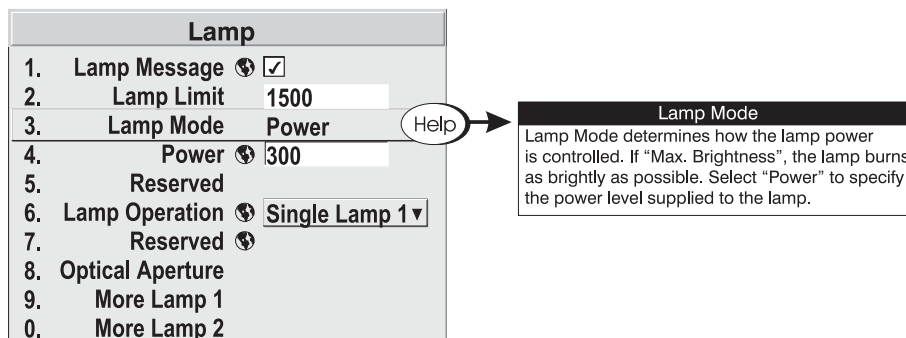 Lamp
1. Lamp Message ✓
2. Lamp Limit 1500
3. Lamp Mode Power
4. Power 300
5. Reserved
6. Lamp Operation Single Lamp 1▾
7. Reserved
8. Optical Aperture
9. More Lamp 1
0. More Lamp 2
Help
Lamp Mode
Lamp Mode determines how the lamp power
is controlled. If “Max. Brightness”, the lamp burns
as brightly as possible. Select “Power” to specify
the power level supplied to the lamp.